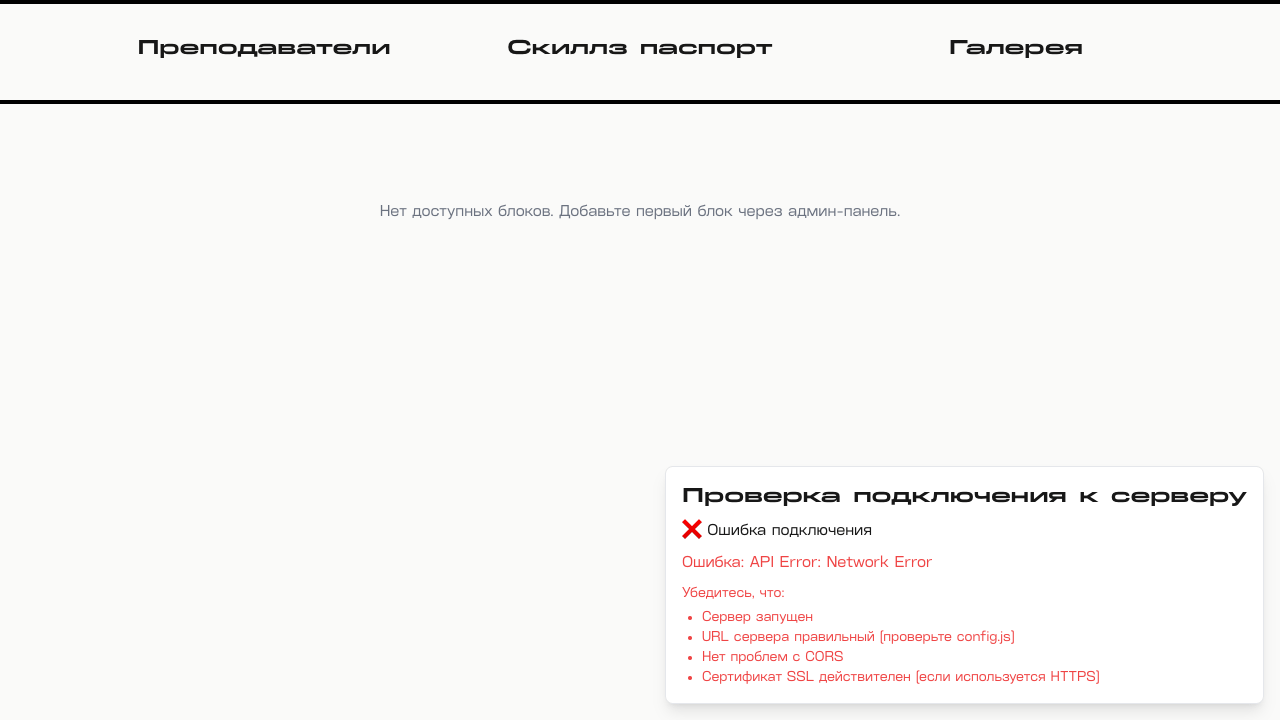 Преподаватели
Скиллз паспорт
Галерея
Нет доступных блоков. Добавьте первый блок через админ-панель.
Проверка подключения к серверу
❌ Ошибка подключения
Ошибка: API Error: Network Error
Убедитесь, что:
• Сервер запущен
• URL сервера правильный (проверьте config.js)
• Нет проблем с CORS
• Сертификат SSL действителен (если используется HTTPS)